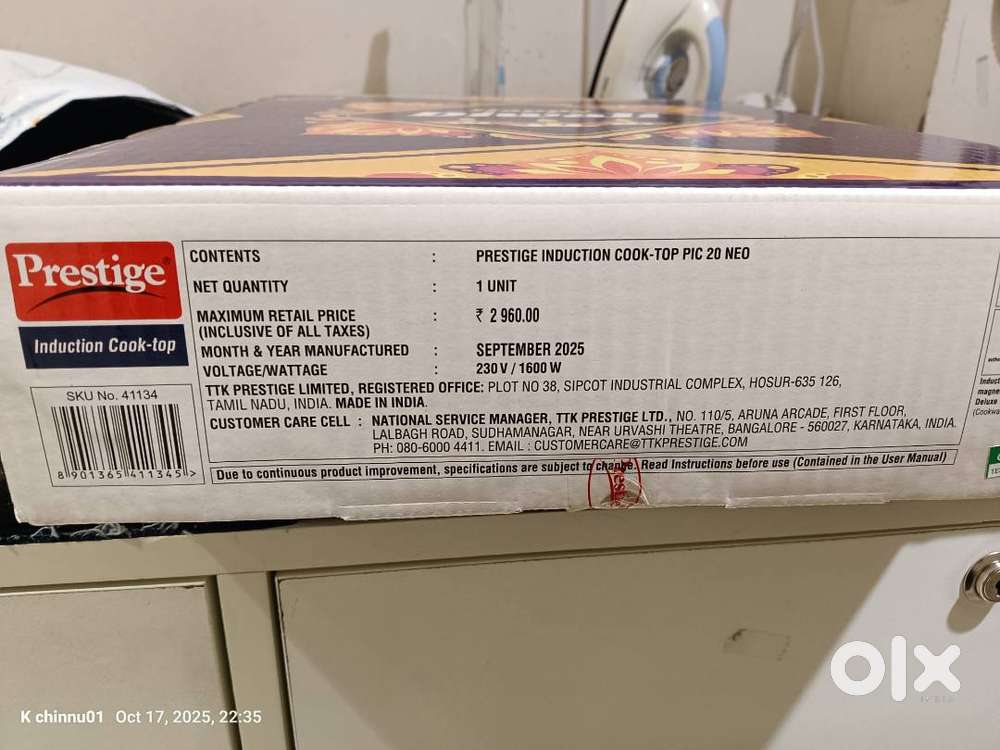 Prestige
Induction Cook-top
SKU No. 41134
8 901365 411345 >
CONTENTS : PRESTIGE INDUCTION COOK-TOP PIC 20 NEO
NET QUANTITY : 1 UNIT
MAXIMUM RETAIL PRICE : ₹ 2 960.00
(INCLUSIVE OF ALL TAXES)
MONTH & YEAR MANUFACTURED : SEPTEMBER 2025
VOLTAGE/WATTAGE : 230 V / 1600 W
TTK PRESTIGE LIMITED, REGISTERED OFFICE: PLOT NO 38, SIPCOT INDUSTRIAL COMPLEX, HOSUR-635 126,
TAMIL NADU, INDIA. MADE IN INDIA.
CUSTOMER CARE CELL : NATIONAL SERVICE MANAGER, TTK PRESTIGE LTD., NO. 110/5, ARUNA ARCADE, FIRST FLOOR,
LALBAGH ROAD, SUDHAMANAGAR, NEAR URVASHI THEATRE, BANGALORE - 560027, KARNATAKA, INDIA.
PH: 080-6000 4411. EMAIL : CUSTOMERCARE@TTKPRESTIGE.COM
Due to continuous product improvement, specifications are subject to change. Read Instructions before use (Contained in the User Manual)
Induct
magne
Deluxe
(Cookwa
olx
INDIA
K chinnu01 Oct 17, 2025, 22:35